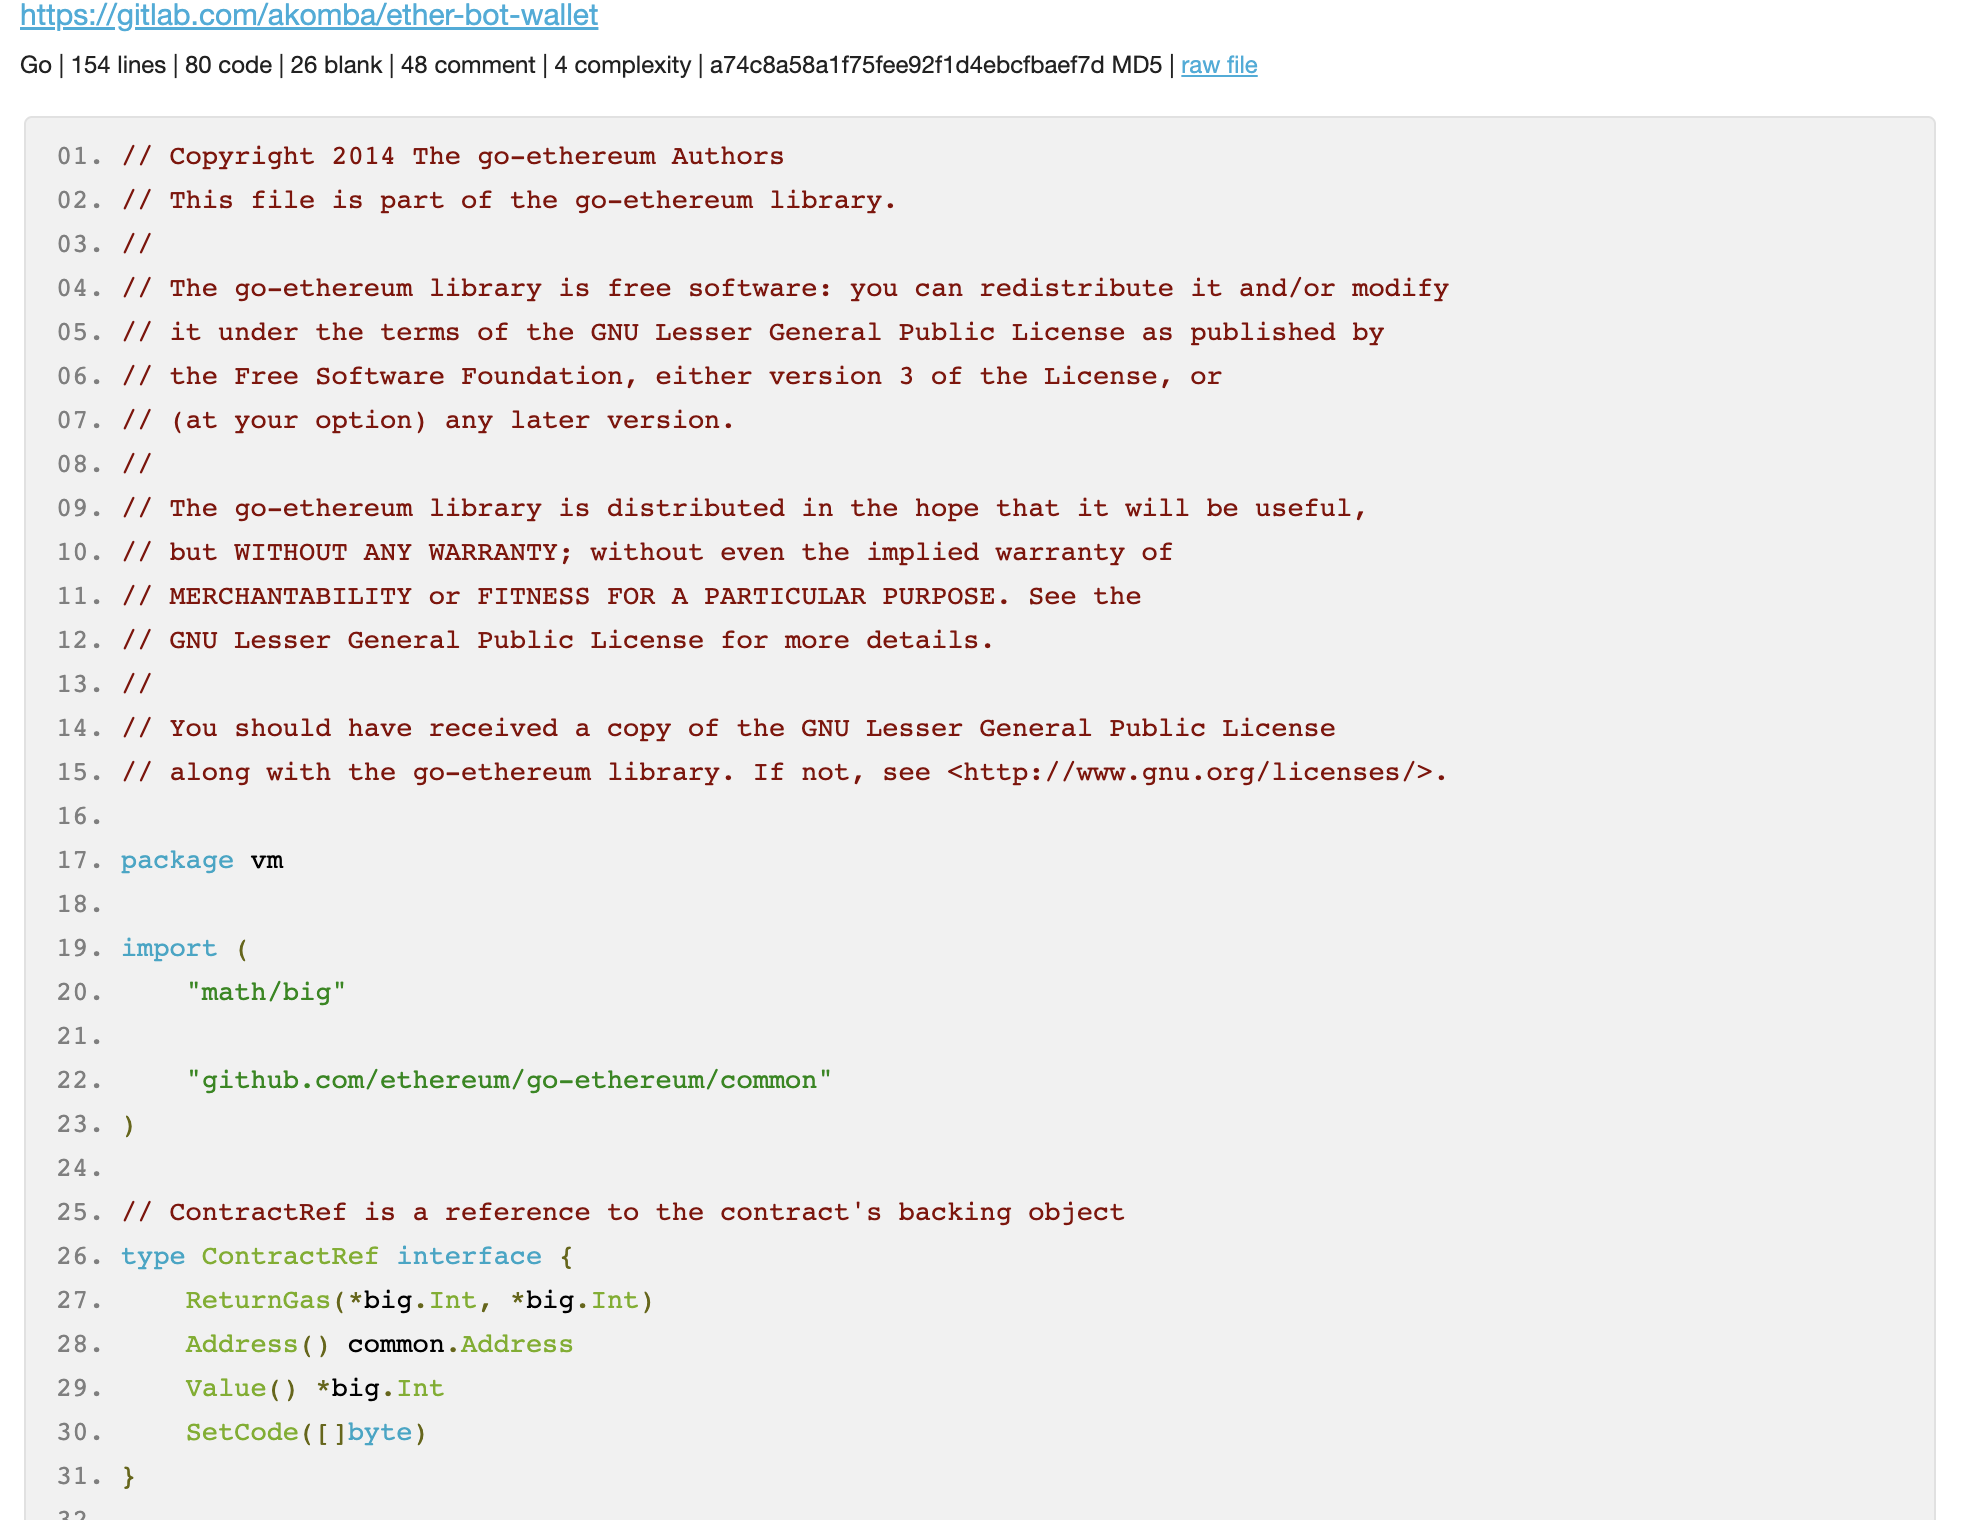 https://gitlab.com/akomba/ether-bot-wallet
Go | 154 lines | 80 code | 26 blank | 48 comment | 4 complexity | a74c8a58a1f75fee92f1d4ebcfbaef7d MD5 | raw file
01. // Copyright 2014 The go-ethereum Authors
02. // This file is part of the go-ethereum library.
03. //
04. // The go-ethereum library is free software: you can redistribute it and/or modify
05. // it under the terms of the GNU Lesser General Public License as published by
06. // the Free Software Foundation, either version 3 of the License, or
07. // (at your option) any later version.
08. //
09. // The go-ethereum library is distributed in the hope that it will be useful,
10. // but WITHOUT ANY WARRANTY; without even the implied warranty of
11. // MERCHANTABILITY or FITNESS FOR A PARTICULAR PURPOSE. See the
12. // GNU Lesser General Public License for more details.
13. //
14. // You should have received a copy of the GNU Lesser General Public License
15. // along with the go-ethereum library. If not, see <http://www.gnu.org/licenses/>.
16.
17. package vm
18.
19. import (
20.     "math/big"
21.
22.     "github.com/ethereum/go-ethereum/common"
23. )
24.
25. // ContractRef is a reference to the contract's backing object
26. type ContractRef interface {
27.     ReturnGas(*big.Int, *big.Int)
28.     Address() common.Address
29.     Value() *big.Int
30.     SetCode([]byte)
31. }
32